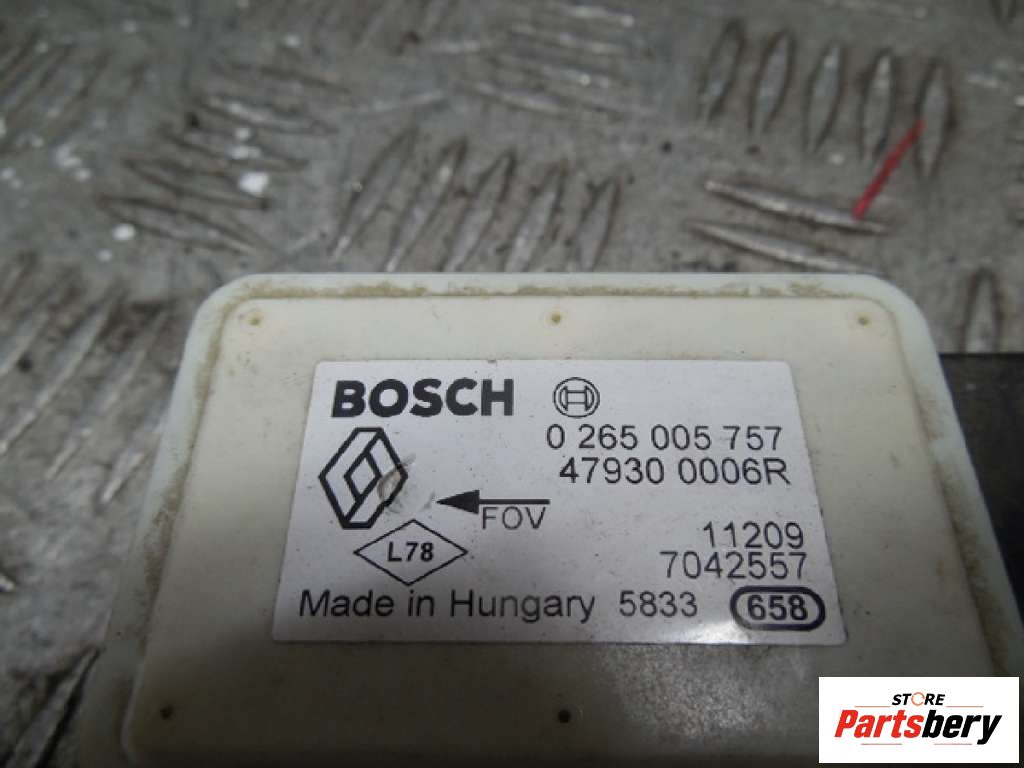 BOSCH
0 265 005 757
47930 0006R
FOV
L78
11209
7042557
Made in Hungary 5833 658
STORE
Partsbery